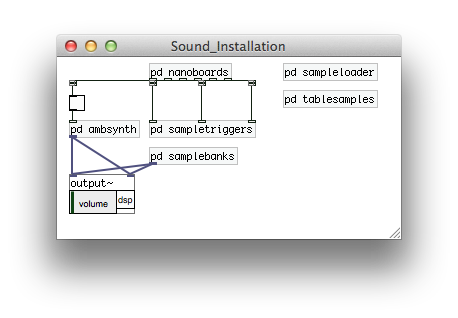 Sound_Installation
pd nanoboards
pd sampleloader
pd tablesamples
pd ambsynth
pd sampletriggers
pd samplebanks
output~
volume
dsp